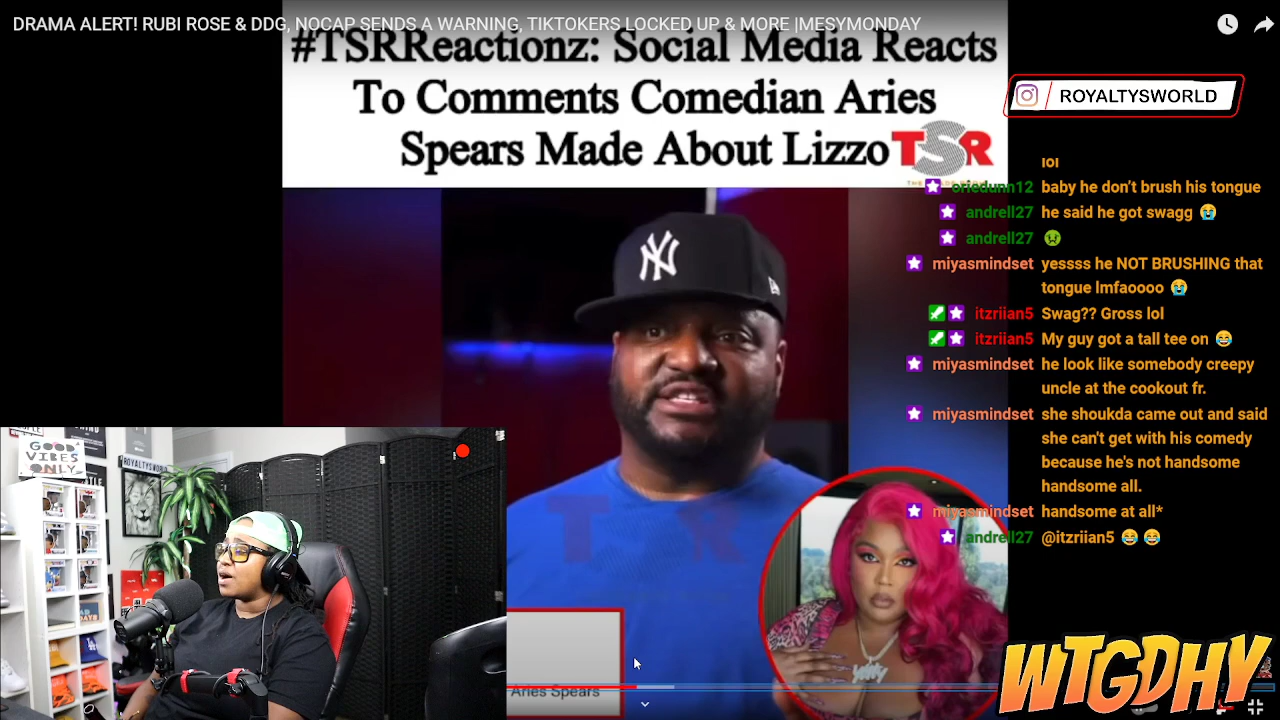 DRAMA ALERT! RUBI ROSE & DDG, NOCAP SENDS A WARNING, TIKTOKERS LOCKED UP & MORE |MESYMONDAY
#TSRReactionz: Social Media Reacts
To Comments Comedian Aries
Spears Made About Lizzo
TSR
ROYALTYSWORLD
lol
oriedunn12 baby he don’t brush his tongue
andrell27 he said he got swagg 😭
andrell27 🤢
miyasmindset yessss he NOT BRUSHING that
tongue lmfaoooo 😭
itzriian5 Swag?? Gross lol
itzriian5 My guy got a tall tee on 😂
miyasmindset he look like somebody creepy
uncle at the cookout fr.
miyasmindset she shoukda came out and said
she can't get with his comedy
because he's not handsome
handsome all.
miyasmindset handsome at all*
andrell27 @itzriian5 😂 😂
NY
GOOD
VIBES
ONLY
ROYALTYSWORLD
TSR
Aries Spears
WTGDHY